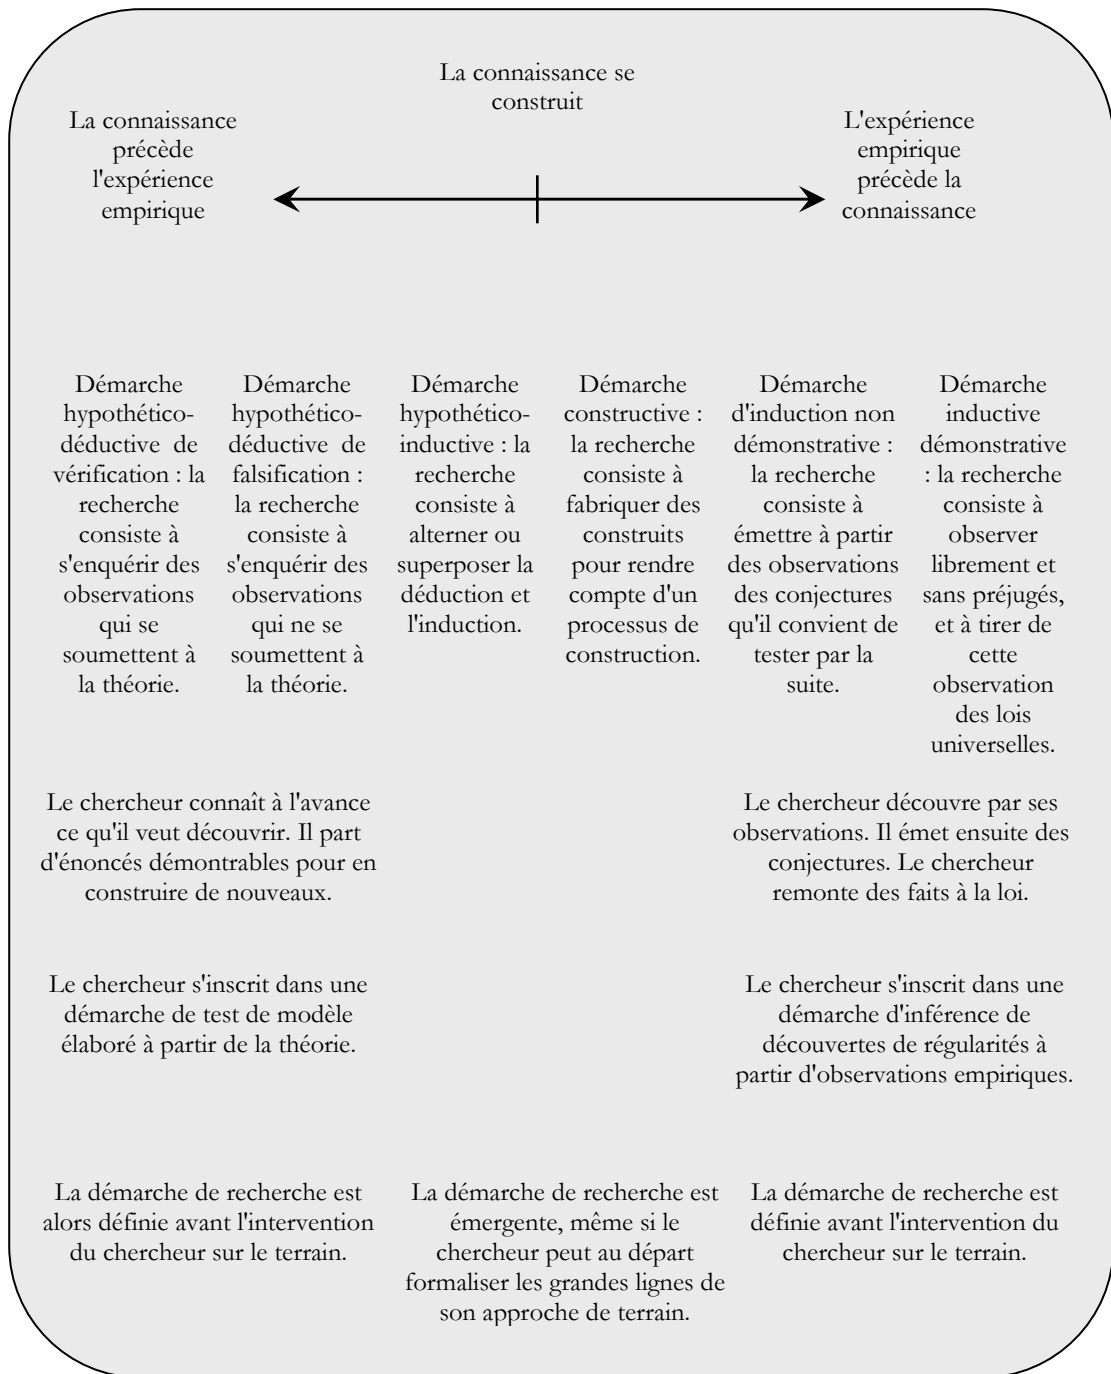 La connaissance se
construit
La connaissance
précède
l'expérience
empirique
L'expérience
empirique
précède la
connaissance
Démarche
hypothético-
déductive de
vérification : la
recherche
consiste à
s'enquérir des
observations
qui se
soumettent à
la théorie.
Démarche
hypothético-
déductive de
falsification :
la recherche
consiste à
s'enquérir des
observations
qui ne se
soumettent à
la théorie.
Démarche
hypothético-
inductive : la
recherche
consiste à
alterner ou
superposer la
déduction et
l'induction.
Démarche
constructive :
la recherche
consiste à
fabriquer des
construits
pour rendre
compte d'un
processus de
construction.
Démarche
d'induction non
démonstrative :
la recherche
consiste à
émettre à partir
des observations
des conjectures
qu'il convient de
tester par la
suite.
Démarche
inductive
démonstrative
: la recherche
consiste à
observer
librement et
sans préjugés,
et à tirer de
cette
observation
des lois
universelles.
Le chercheur connaît à l'avance
ce qu'il veut découvrir. Il part
d'énoncés démontrables pour en
construire de nouveaux.
Le chercheur découvre par ses
observations. Il émet ensuite des
conjectures. Le chercheur
remonte des faits à la loi.
Le chercheur s'inscrit dans une
démarche de test de modèle
élaboré à partir de la théorie.
Le chercheur s'inscrit dans une
démarche d'inférence de
découvertes de régularités à
partir d'observations empiriques.
La démarche de recherche est
alors définie avant l'intervention
du chercheur sur le terrain.
La démarche de recherche est
émergente, même si le
chercheur peut au départ
formaliser les grandes lignes de
son approche de terrain.
La démarche de recherche est
définie avant l'intervention du
chercheur sur le terrain.